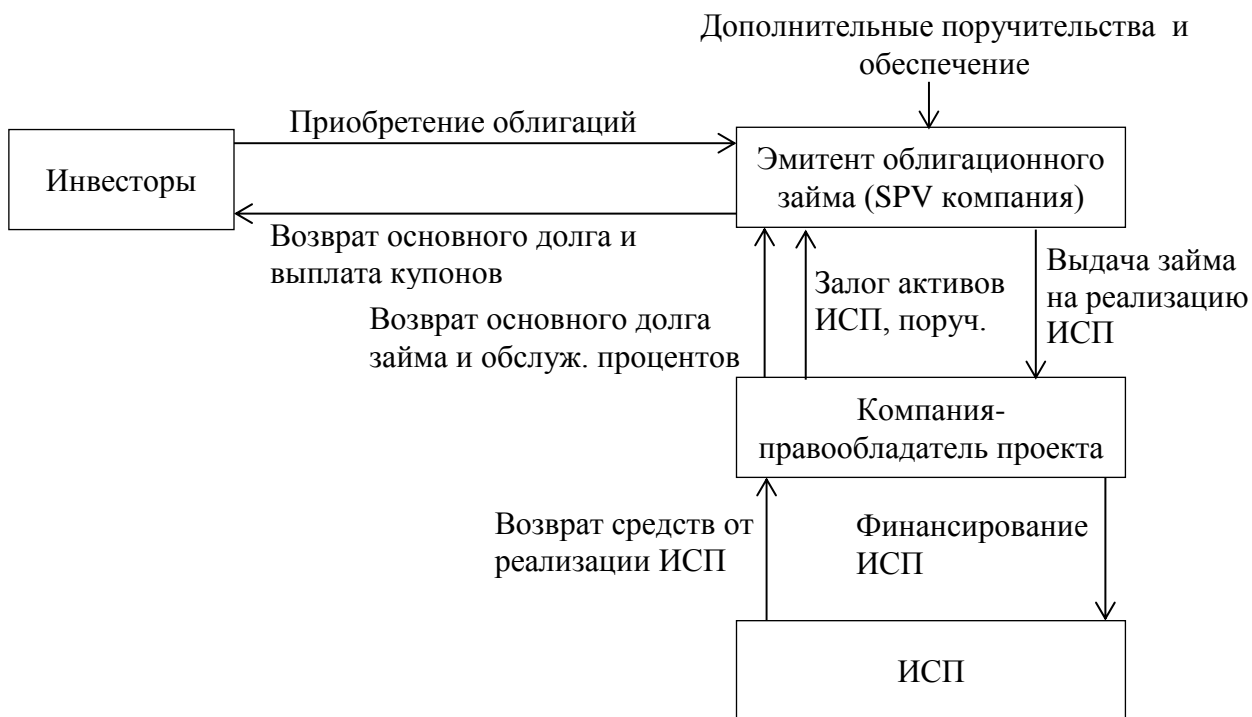 Дополнительные поручительства и
обеспечение
Приобретение облигаций
Инвесторы
Эмитент облигационного
займа (SPV компания)
Возврат основного долга и
выплата купонов
Возврат основного долга
займа и обслуж. процентов
Залог активов
ИСП, поруч.
Выдача займа
на реализацию
ИСП
Компания-
правообладатель проекта
Возврат средств от
реализации ИСП
Финансирование
ИСП
ИСП